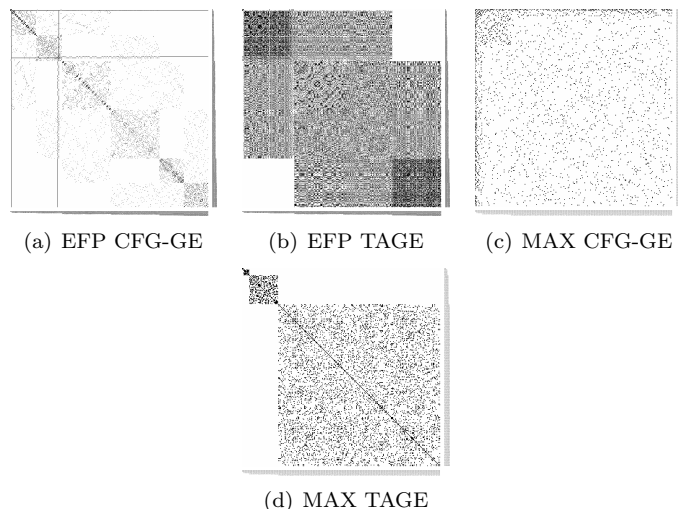 (a) EFP CFG-GE
(b) EFP TAGE
(c) MAX CFG-GE
(d) MAX TAGE